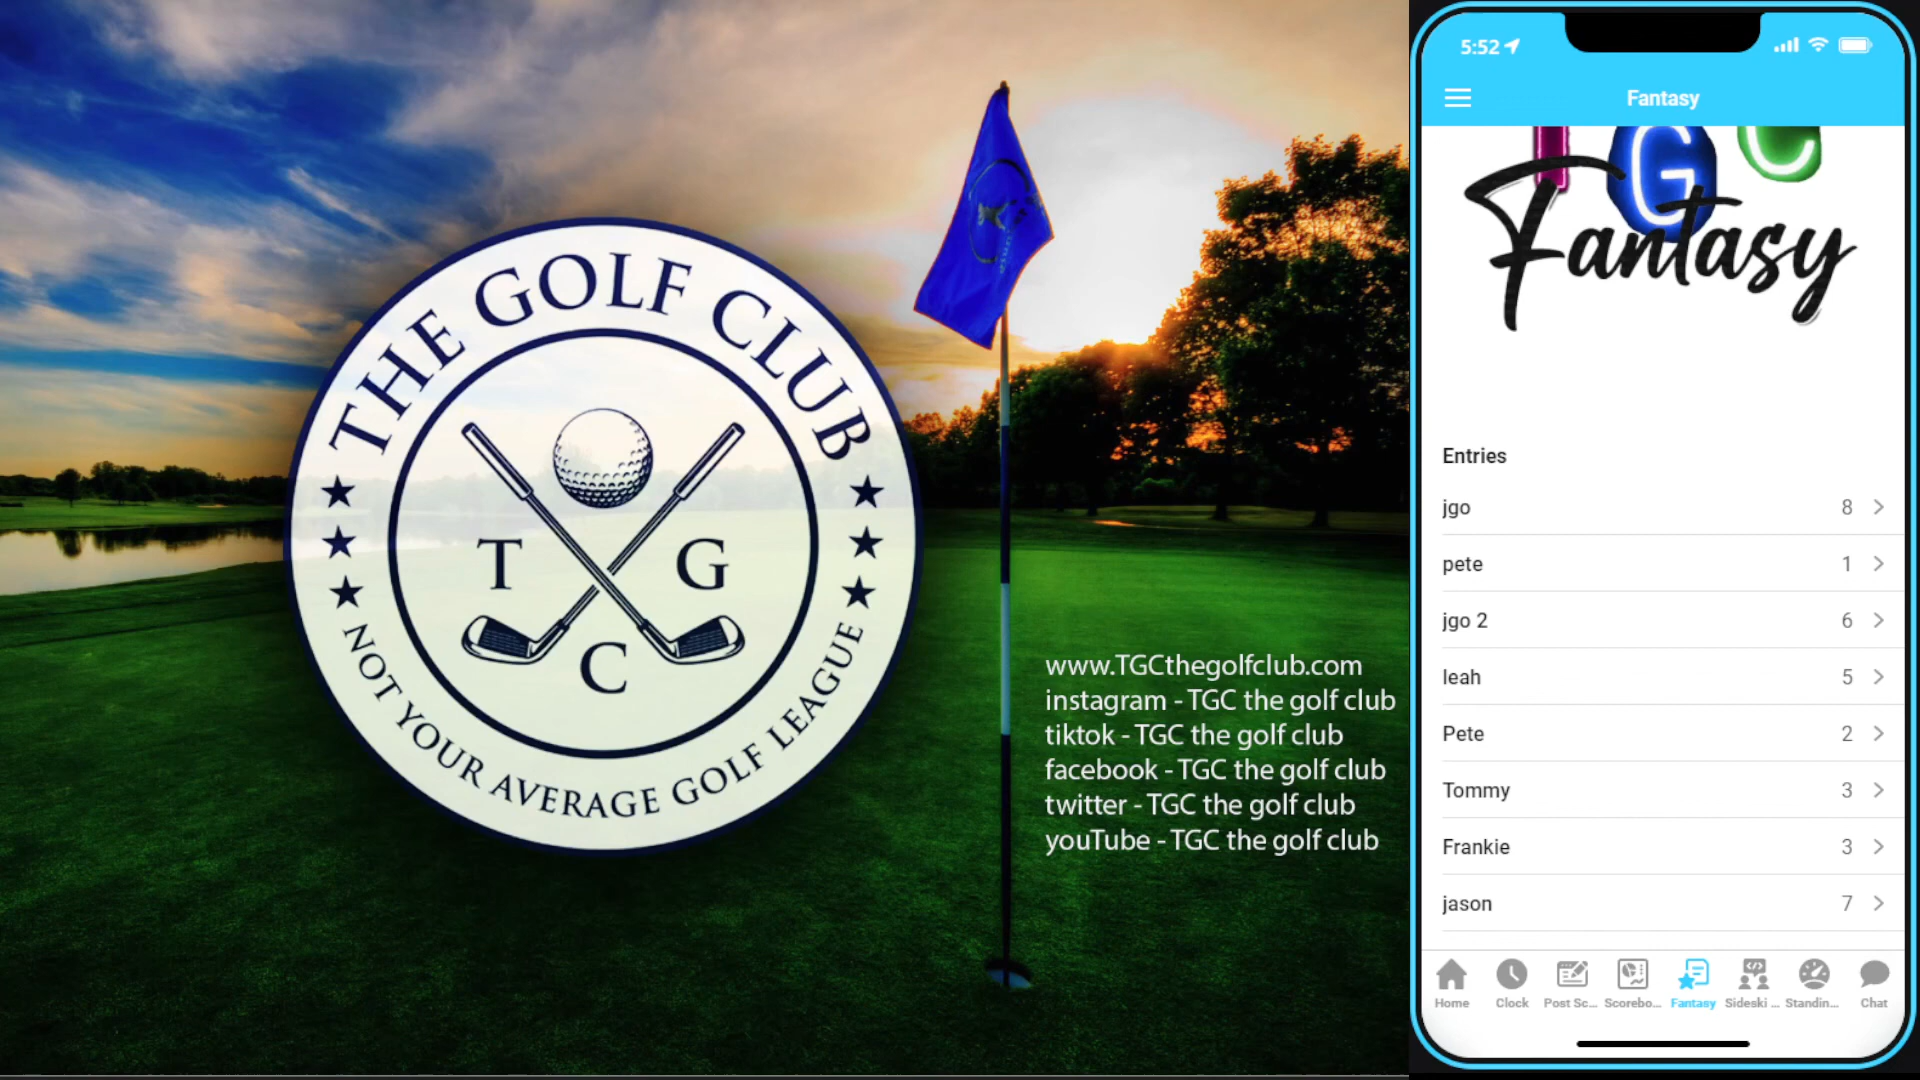 THE GOLF CLUB
T G
C
NOT YOUR AVERAGE GOLF LEAGUE
www.TGCthegolfclub.com
instagram - TGC the golf club
tiktok - TGC the golf club
facebook - TGC the golf club
twitter - TGC the golf club
youTube - TGC the golf club
5:52
Fantasy
TGC
Fantasy
Entries
jgo 8
pete 1
jgo 2 6
leah 5
Pete 2
Tommy 3
Frankie 3
jason 7
Home Clock Post Sc... Scorebo... Fantasy Sideski ... Standin... Chat